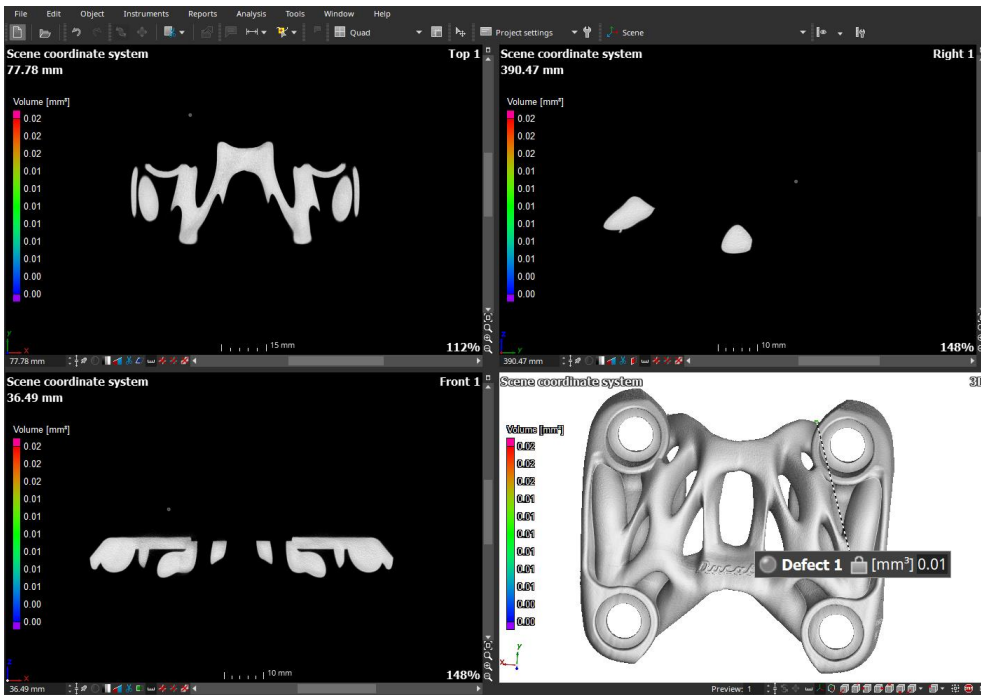 File Edit Object Instruments Reports Analysis Tools Window Help
Quad Project settings Scene
Scene coordinate system Top 1
77.78 mm
Volume [mm³]
0.02
0.02
0.02
0.01
0.01
0.01
0.01
0.01
0.01
0.00
0.00
15 mm
112%
77.78 mm
Scene coordinate system Right 1
390.47 mm
Volume [mm³]
0.02
0.02
0.02
0.01
0.01
0.01
0.01
0.01
0.01
0.00
0.00
10 mm
148%
390.47 mm
Scene coordinate system Front 1
36.49 mm
Volume [mm³]
0.02
0.02
0.02
0.01
0.01
0.01
0.01
0.01
0.01
0.00
0.00
10 mm
148%
36.49 mm
Scene coordinate system
Volume [mm³]
0.02
0.02
0.02
0.01
0.01
0.01
0.01
0.01
0.01
0.00
0.00
Defect 1 [mm³] 0.01
Preview: 1